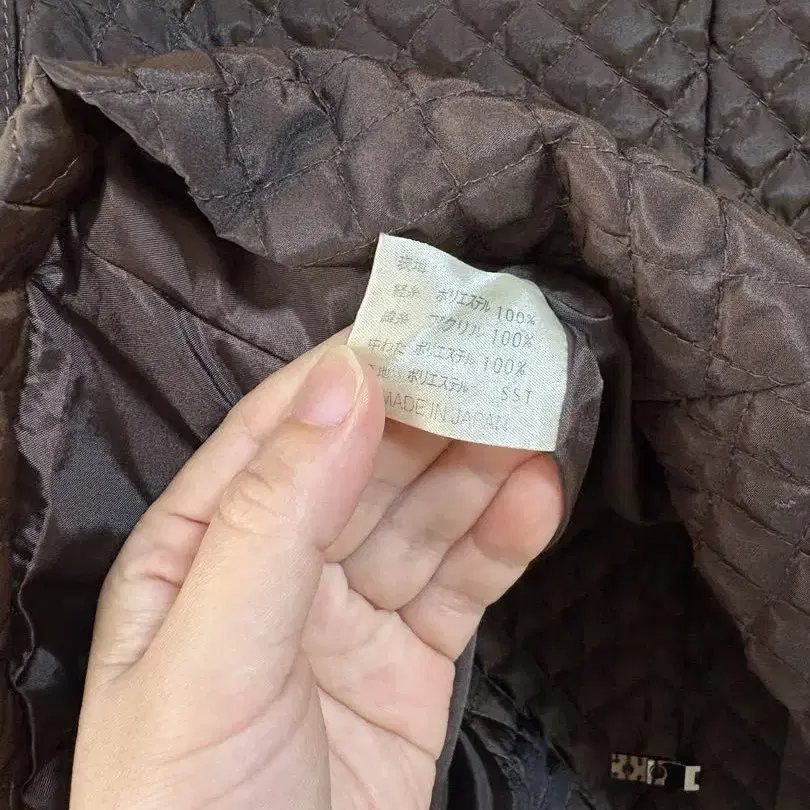 表地
経糸 ポリエステル 100%
緯糸 アクリル 100%
中わた ポリエステル 100%
ポリエステル SST
MADE IN JAPAN